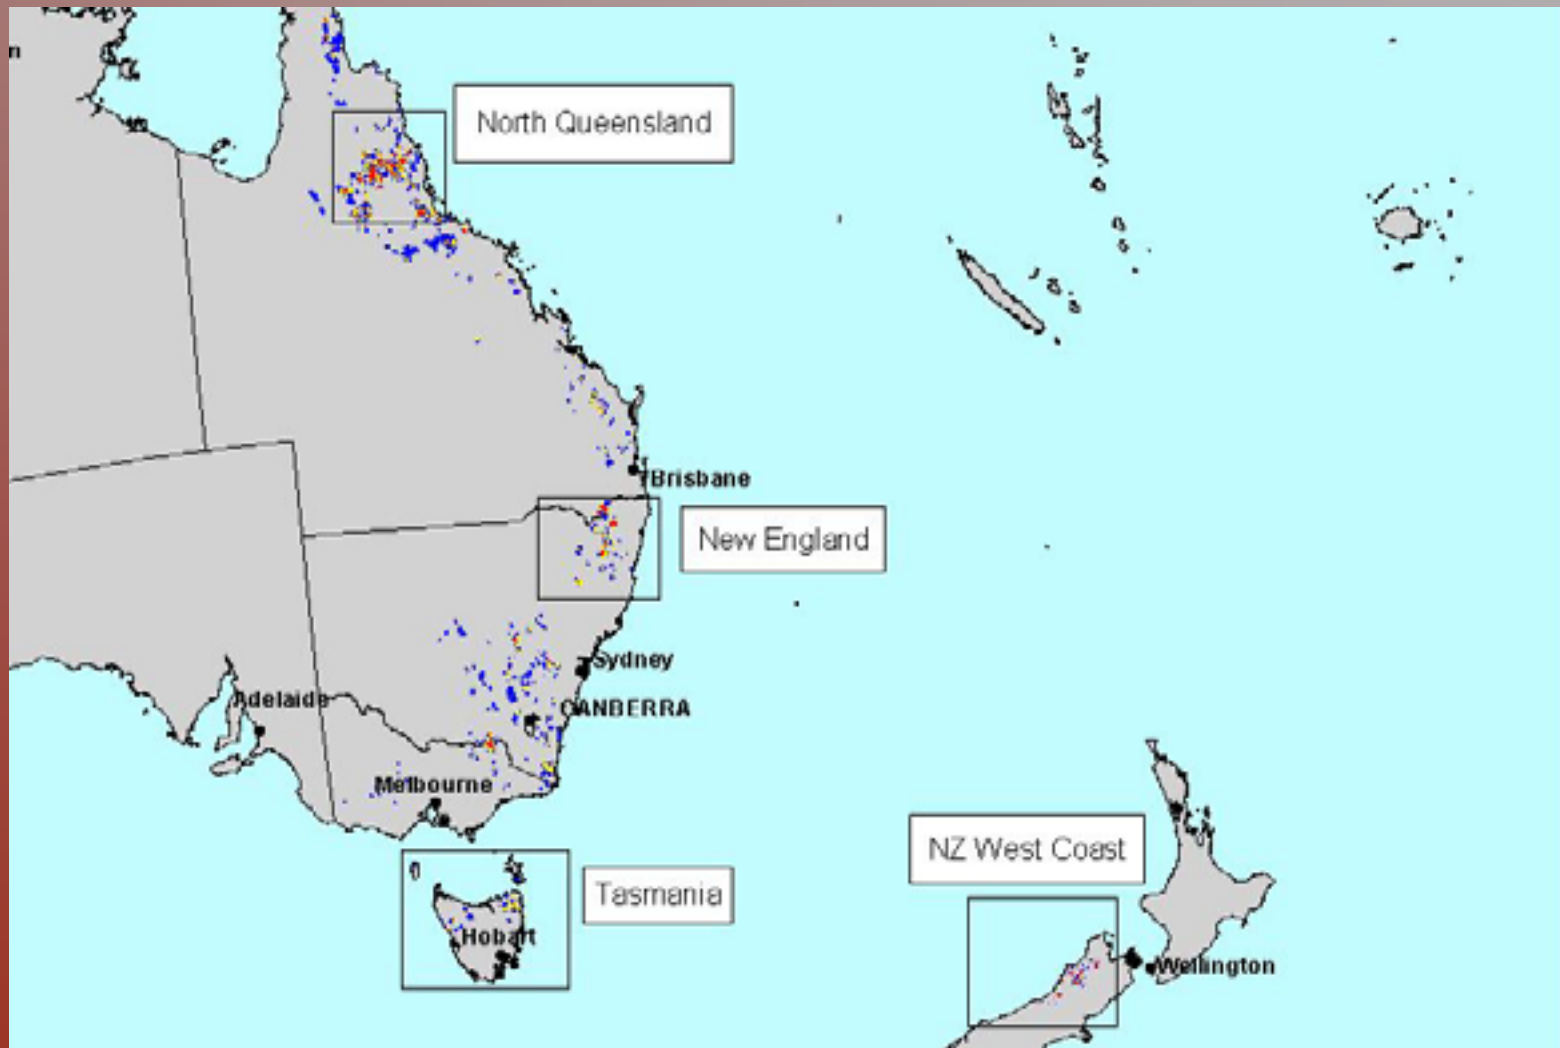 n
North Queensland
Brisbane
New England
Sydney
Adelaide
CANBERRA
Melbourne
NZ West Coast
Tasmania
Hobart
Wellington